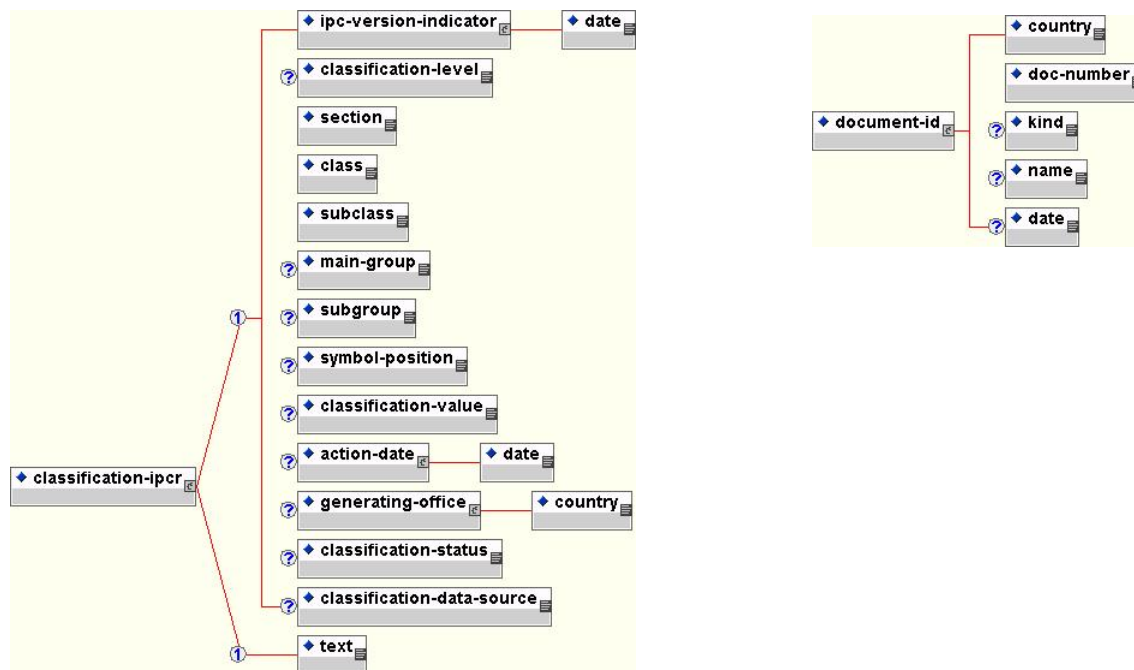 ipc-version-indicator
date
? classification-level
section
class
subclass
? main-group
? subgroup
? symbol-position
? classification-value
? action-date
date
? generating-office
country
? classification-status
? classification-data-source
classification-ipcr
1
1 text
document-id
country
doc-number
? kind
? name
? date